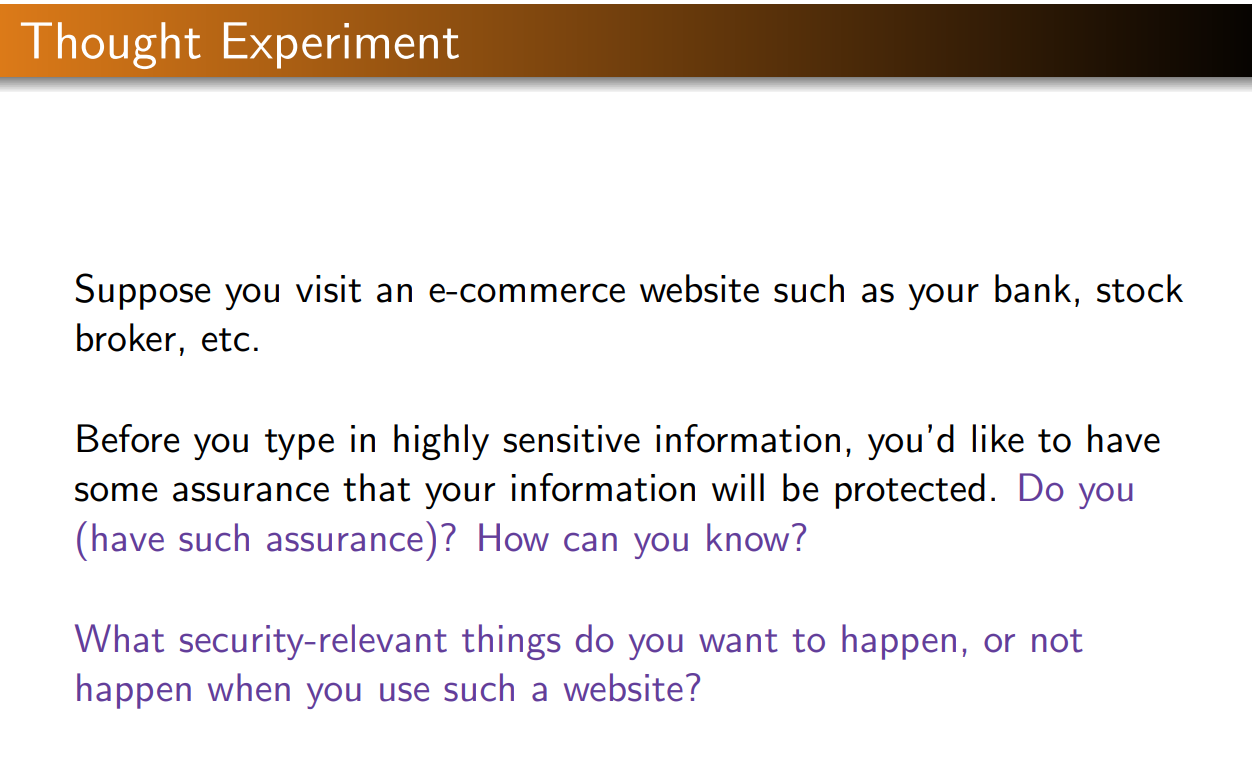 Thought Experiment
Suppose you visit an e-commerce website such as your bank, stock
broker, etc.
Before you type in highly sensitive information, you'd like to have
some assurance that your information will be protected. Do you
(have such assurance)? How can you know?
What security-relevant things do you want to happen, or not
happen when you use such a website?